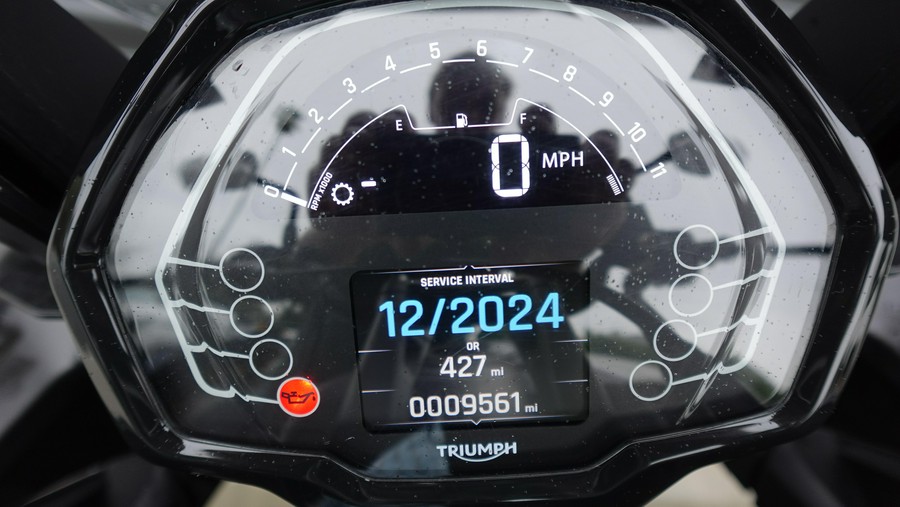 0 1 2 3 4 5 6 7 8 9 10 11
RPM x1000
E F
- 0 MPH
SERVICE INTERVAL
12/2024
OR
427 mi
0009561 mi
TRIUMPH